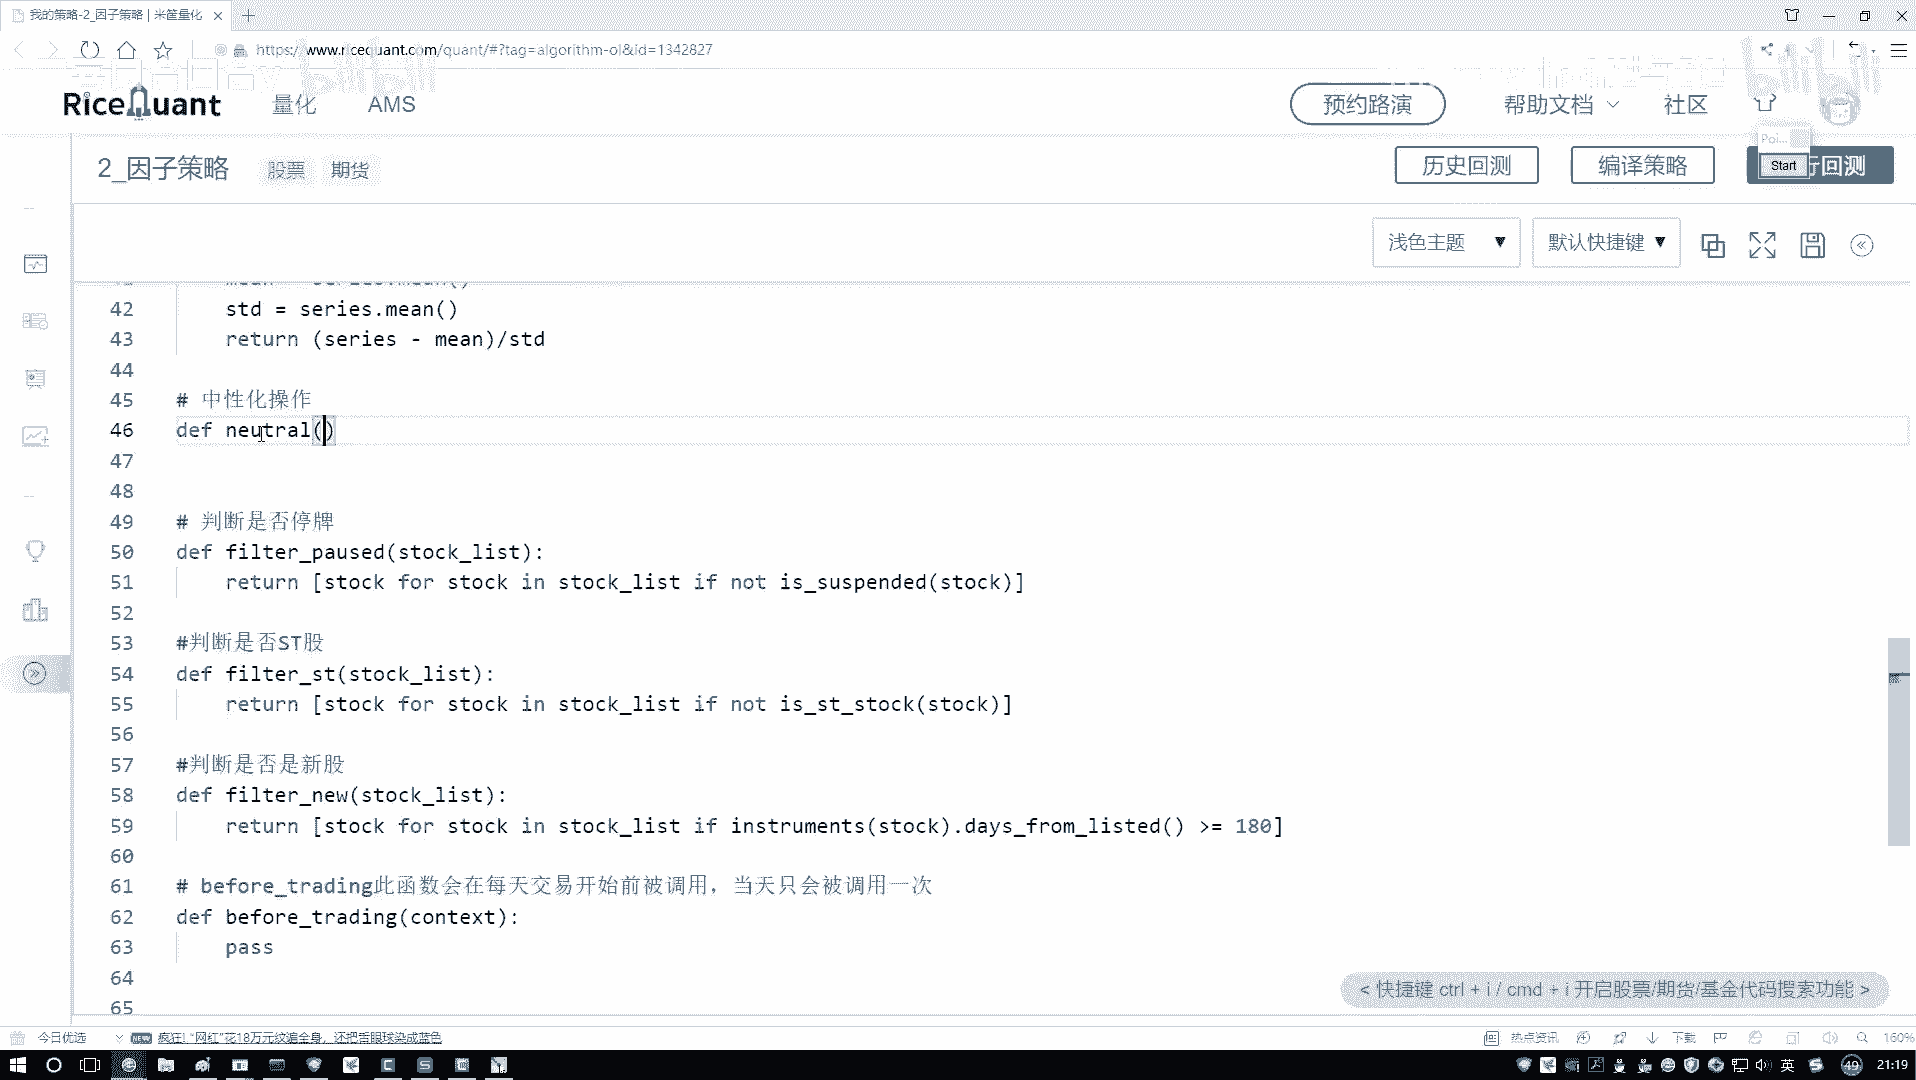 我的策略-2_因子策略 | 米筐量化
https://www.ricequant.com/quant/#?tag=algorithm-ol&id=1342827
RiceQuant 量化 AMS 预约路演 帮助文档 社区
Poi...
2_因子策略 股票 期货 历史回测 编译策略 Start 行回测
浅色主题 默认快捷键
42 std = series.mean()
43 return (series - mean)/std
44
45 # 中性化操作
46 def neutral()
47
48
49 # 判断是否停牌
50 def filter_paused(stock_list):
51 return [stock for stock in stock_list if not is_suspended(stock)]
52
53 #判断是否ST股
54 def filter_st(stock_list):
55 return [stock for stock in stock_list if not is_st_stock(stock)]
56
57 #判断是否是新股
58 def filter_new(stock_list):
59 return [stock for stock in stock_list if instruments(stock).days_from_listed() >= 180]
60
61 # before_trading此函数会在每天交易开始前被调用，当天只会被调用一次
62 def before_trading(context):
63 pass
64
65
< 快捷键 ctrl + i / cmd + i 开启股票/期货/基金代码搜索功能 >
今日优选 NEW 疯狂! "网红"花18万元纹遍全身，还把眼球染成蓝色 热点资讯 下载 160%
英 49 21:19